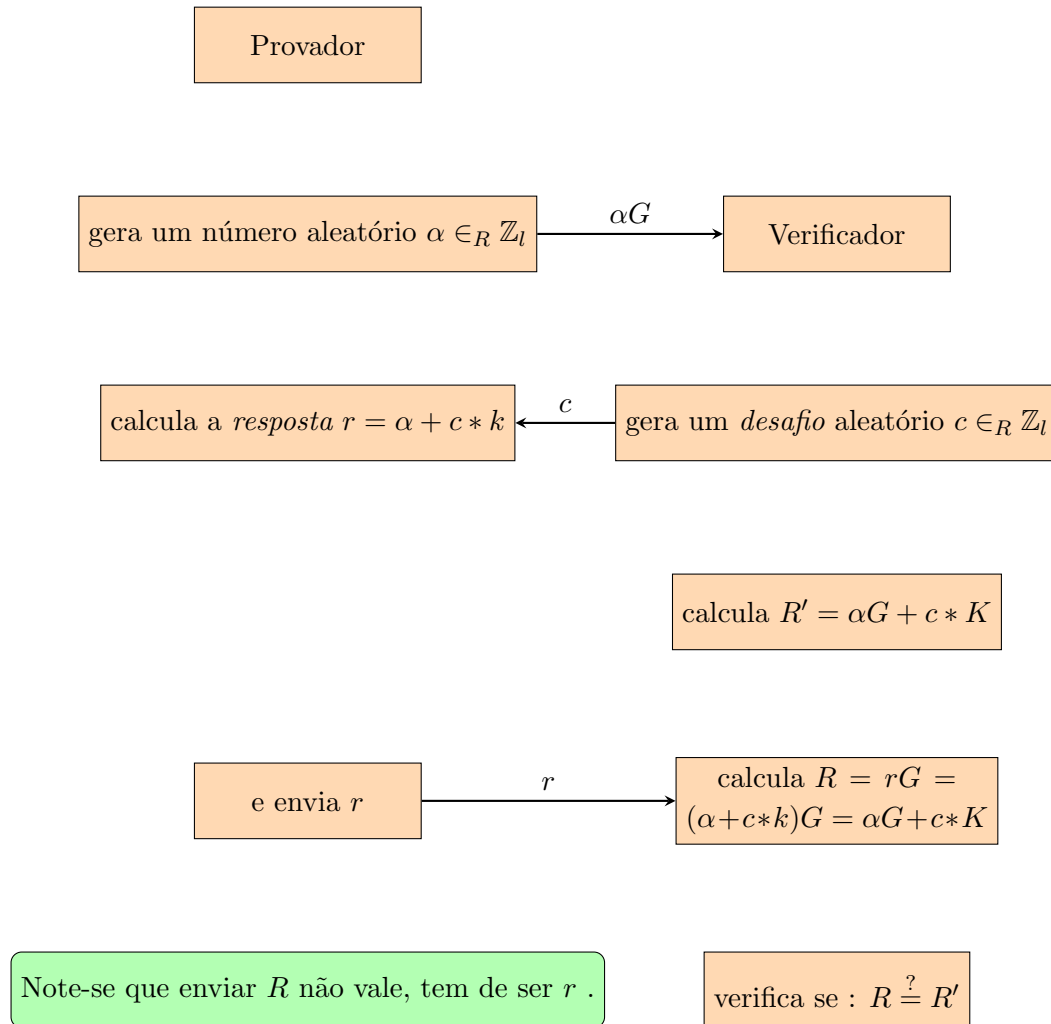 Provador
gera um número aleatório α ∈_R ℤ_l
αG
Verificador
calcula a resposta r = α + c ∗ k
c
gera um desafio aleatório c ∈_R ℤ_l
calcula R′ = αG + c ∗ K
e envia r
r
calcula R = rG =
(α+c∗k)G = αG+c∗K
Note-se que enviar R não vale, tem de ser r .
verifica se : R ≟ R′